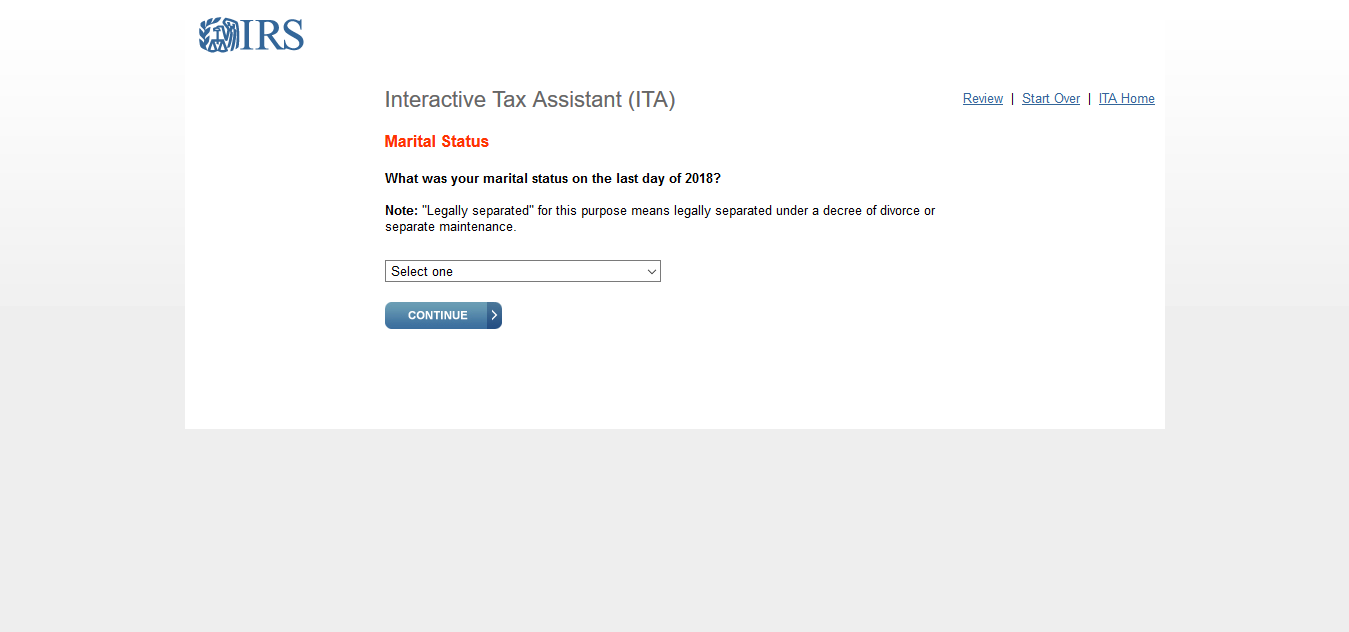 IRS
Interactive Tax Assistant (ITA)
Review | Start Over | ITA Home
Marital Status
What was your marital status on the last day of 2018?
Note: "Legally separated" for this purpose means legally separated under a decree of divorce or
separate maintenance.
Select one
CONTINUE